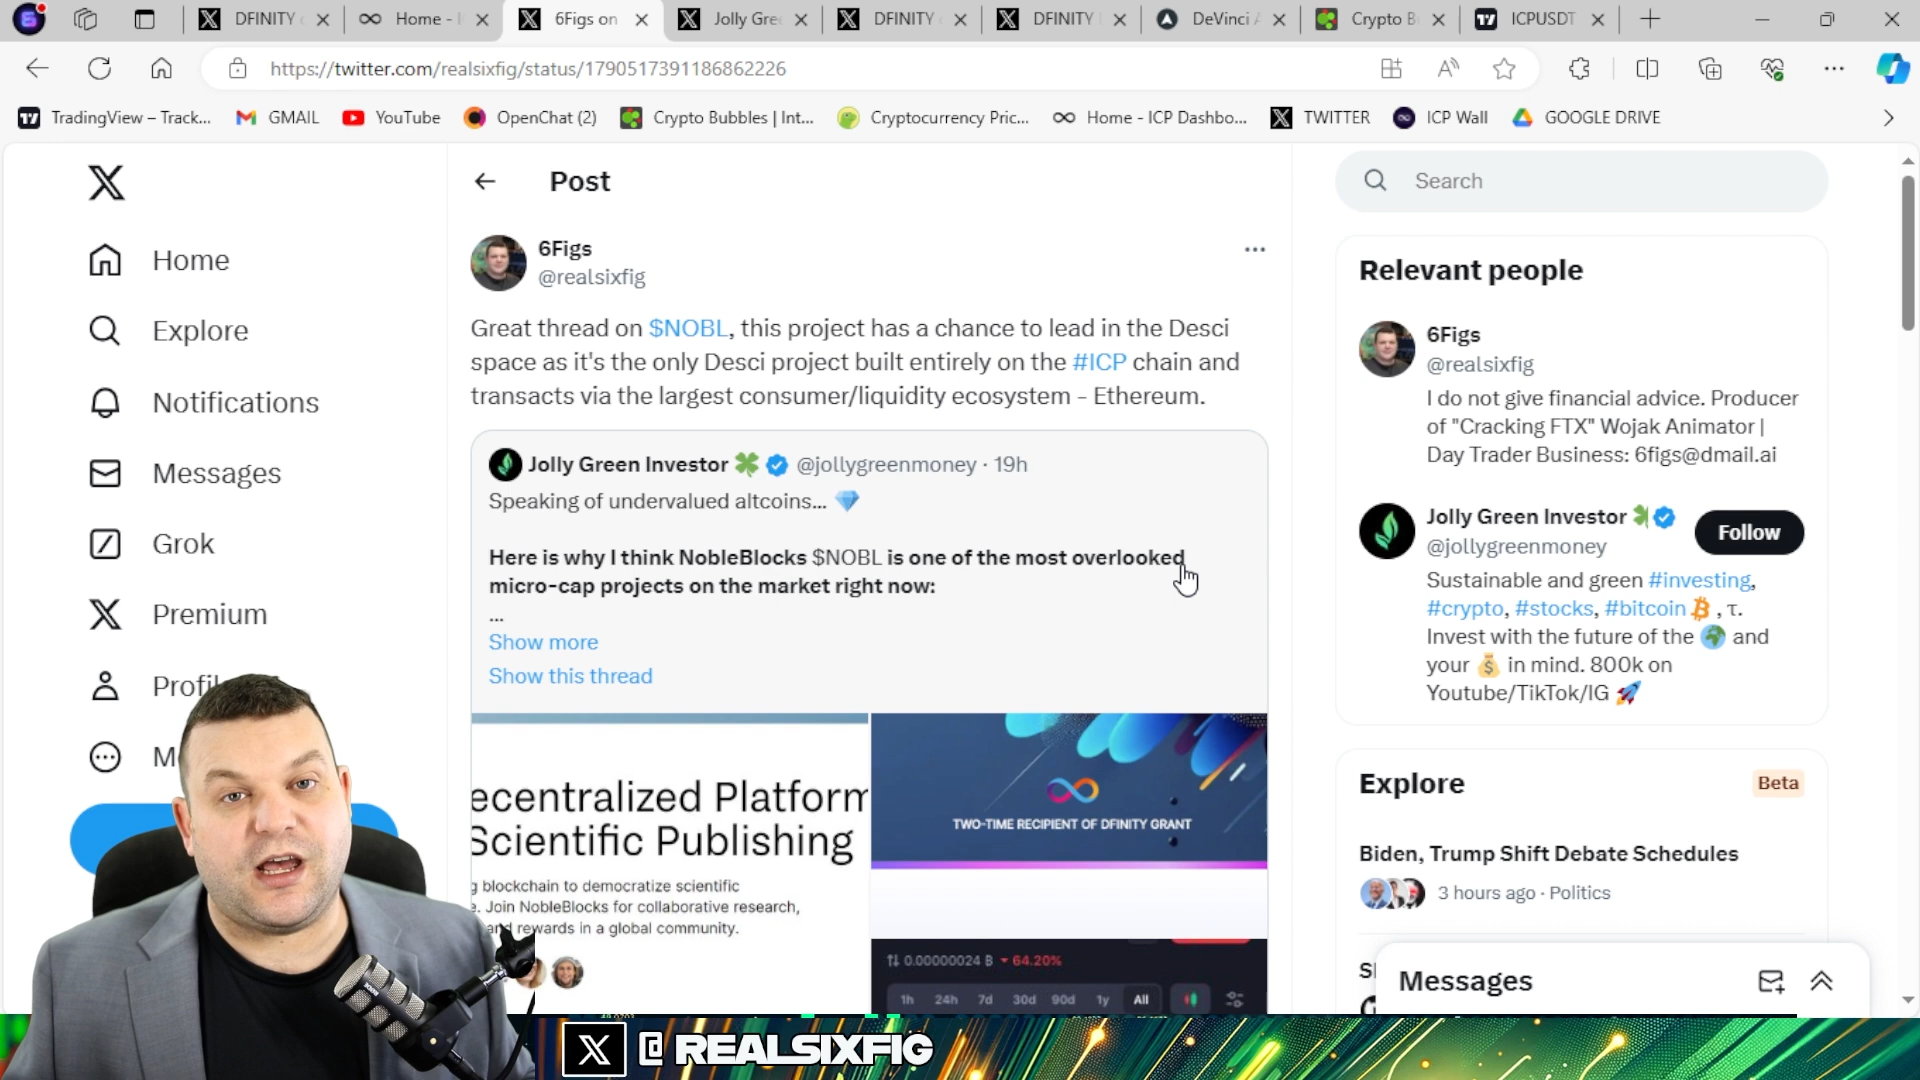 DFINITY
Home -
6Figs on
Jolly Gre
DFINITY
DFINITY
DeVinci
Crypto B
ICPUSDT
https://twitter.com/realsixfig/status/1790517391186862226
TradingView – Track...
GMAIL
YouTube
OpenChat (2)
Crypto Bubbles | Int...
Cryptocurrency Pric...
Home - ICP Dashbo...
TWITTER
ICP Wall
GOOGLE DRIVE
Home
Explore
Notifications
Messages
Grok
Premium
Profil
M
Post
6Figs
@realsixfig
Great thread on $NOBL, this project has a chance to lead in the Desci
space as it's the only Desci project built entirely on the #ICP chain and
transacts via the largest consumer/liquidity ecosystem – Ethereum.
Jolly Green Investor 🍀 @jollygreenmoney · 19h
Speaking of undervalued altcoins... 💎
Here is why I think NobleBlocks $NOBL is one of the most overlooked
micro-cap projects on the market right now:
...
Show more
Show this thread
ecentralized Platform
Scientific Publishing
g blockchain to democratize scientific
e. Join NobleBlocks for collaborative research,
and rewards in a global community.
TWO-TIME RECIPIENT OF DFINITY GRANT
0.00000024 B 64.20%
1h 24h 7d 30d 90d 1y All
Search
Relevant people
6Figs
@realsixfig
I do not give financial advice. Producer
of "Cracking FTX" Wojak Animator |
Day Trader Business: 6figs@dmail.ai
Jolly Green Investor 🍀
@jollygreenmoney
Follow
Sustainable and green #investing,
#crypto, #stocks, #bitcoin , τ.
Invest with the future of the 🌍 and
your 💰 in mind. 800k on
Youtube/TikTok/IG 🚀
Explore
Beta
Biden, Trump Shift Debate Schedules
3 hours ago · Politics
Messages
X @ REALSIXFIG